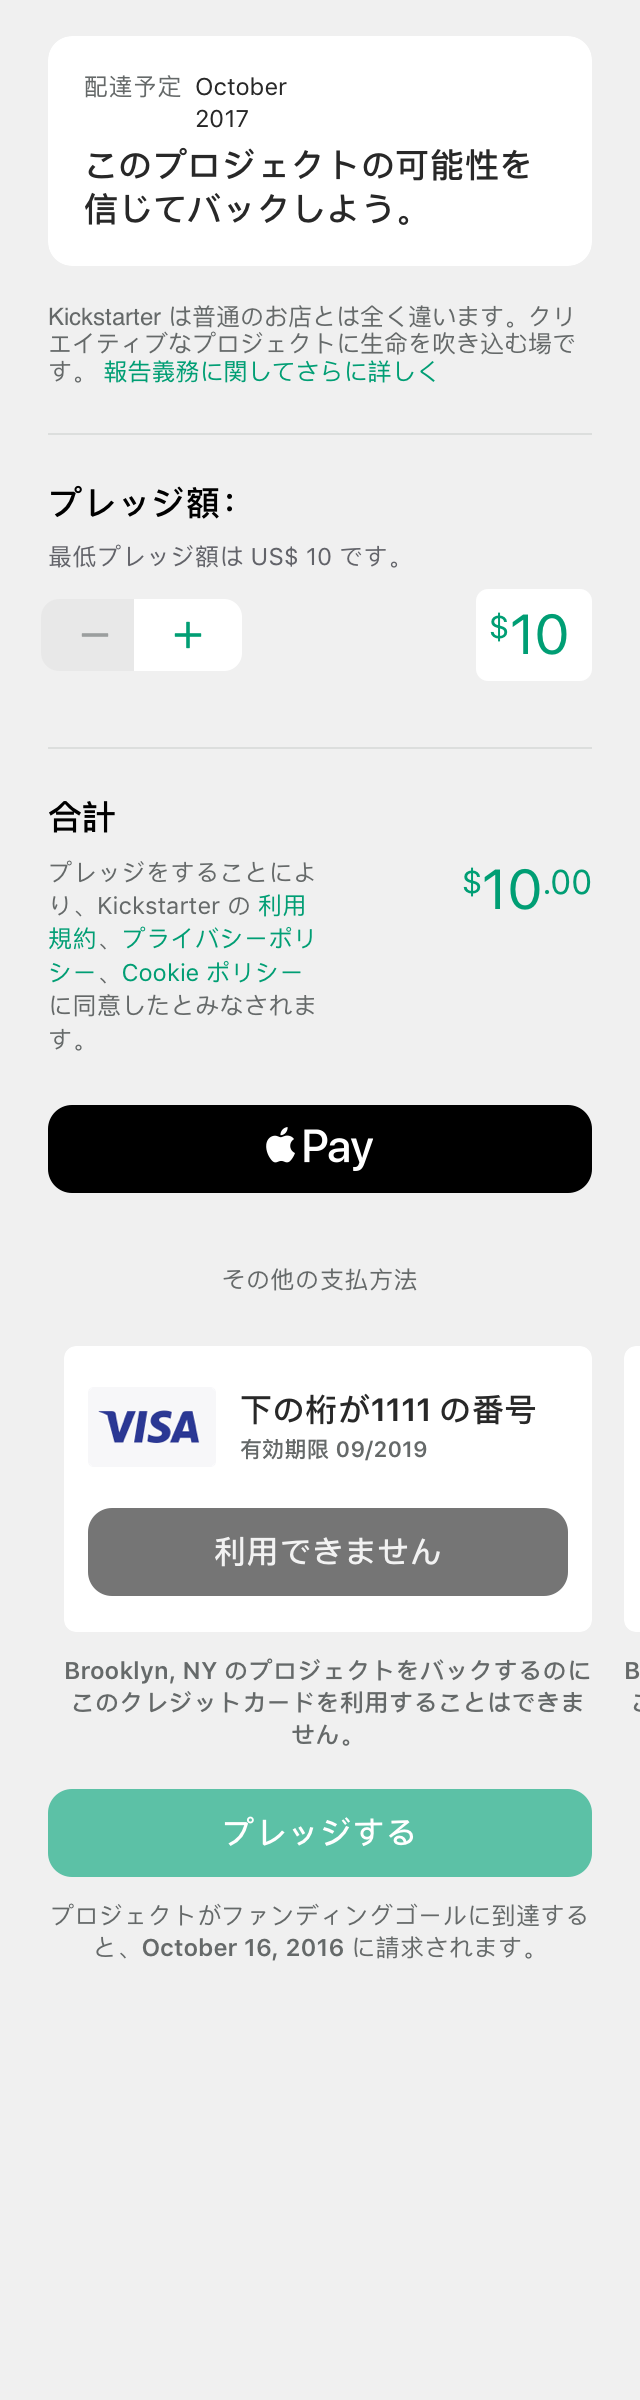 配達予定 October
2017
このプロジェクトの可能性を
信じてバックしよう。
Kickstarter は普通のお店とは全く違います。クリ
エイティブなプロジェクトに生命を吹き込む場で
す。 報告義務に関してさらに詳しく
プレッジ額：
最低プレッジ額は US$ 10 です。
− +
$10
合計
プレッジをすることによ
り、Kickstarter の 利用
規約、プライバシーポリ
シー、Cookie ポリシー
に同意したとみなされま
す。
$10.00
Pay
その他の支払方法
VISA
下の桁が1111 の番号
有効期限 09/2019
利用できません
Brooklyn, NY のプロジェクトをバックするのに
このクレジットカードを利用することはできま
せん。
プレッジする
プロジェクトがファンディングゴールに到達する
と、October 16, 2016 に請求されます。